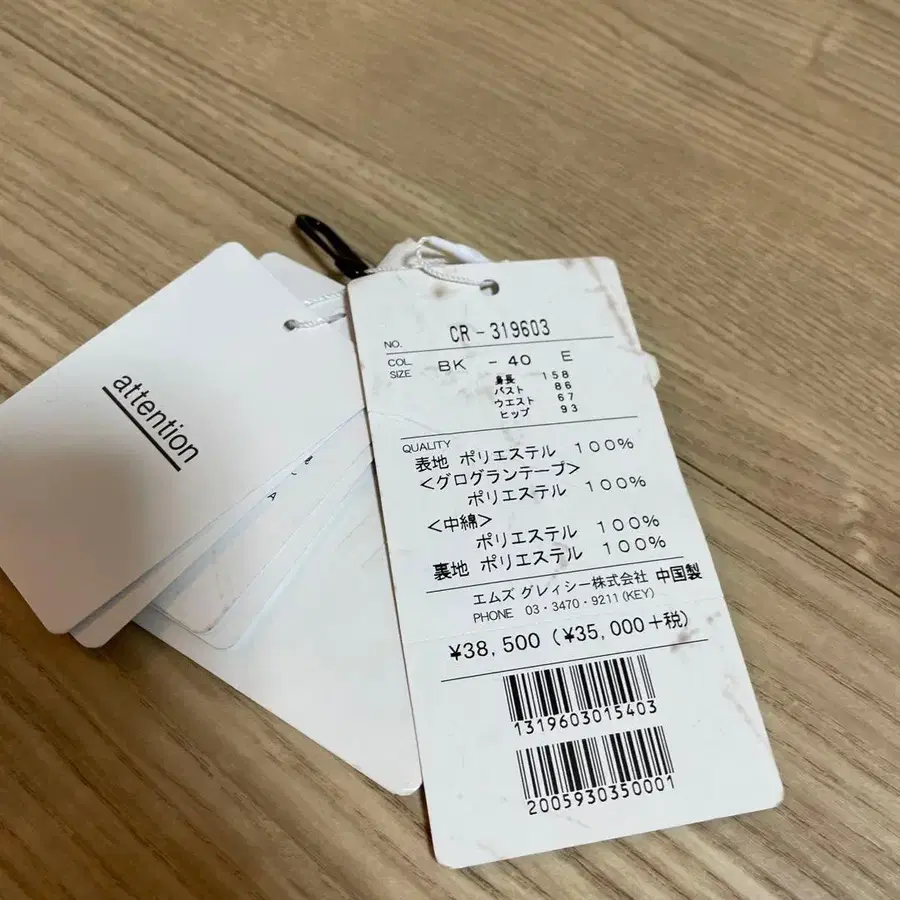 attention
A
NO. CR-319603
COL. BK - 40 E
SIZE
身長 158
バスト 86
ウエスト 67
ヒップ 93
QUALITY
表地 ポリエステル 100%
<グログランテープ>
ポリエステル 100%
<中綿>
ポリエステル 100%
裏地 ポリエステル 100%
エムズ グレィシー株式会社 中国製
PHONE 03・3470・9211(KEY)
¥38,500 (¥35,000+税)
1319603015403
2005930350001